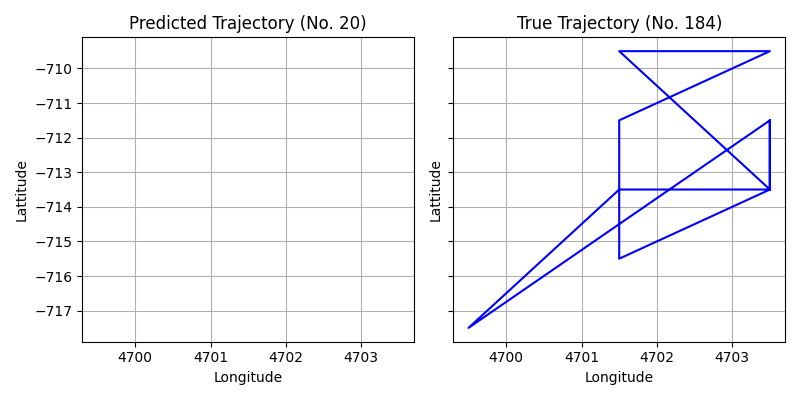 Predicted Trajectory (No. 20)
True Trajectory (No. 184)
Lattitude
−710
−711
−712
−713
−714
−715
−716
−717
4700
4701
4702
4703
Longitude
Lattitude
4700
4701
4702
4703
Longitude